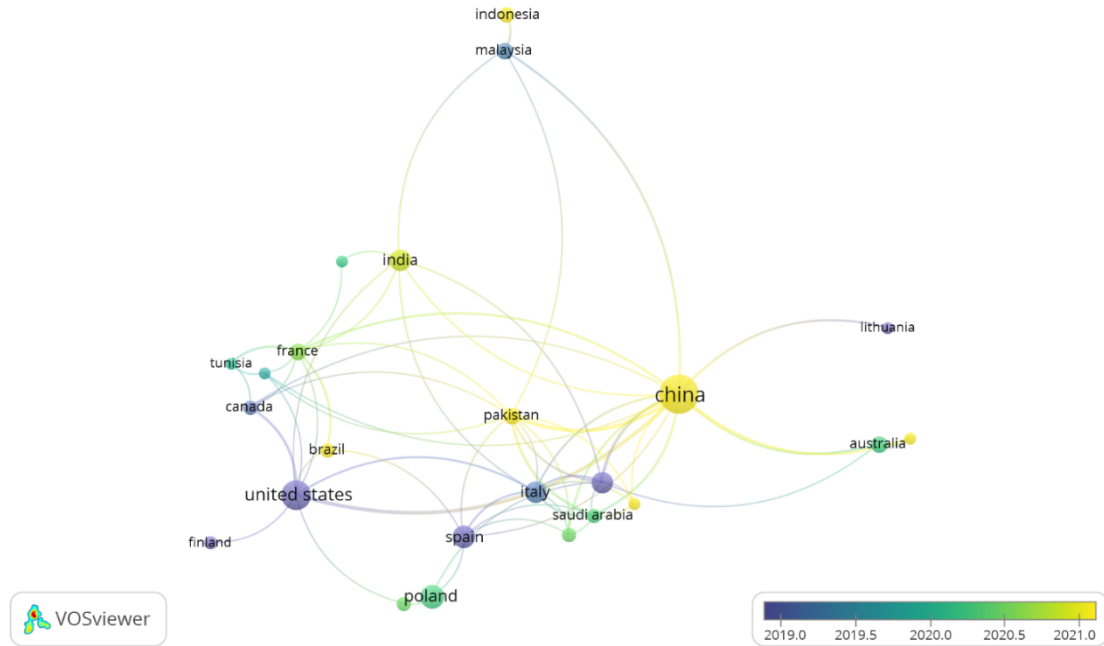 indonesia
malaysia
india
lithuania
france
tunisia
china
canada
pakistan
australia
brazil
italy
united states
saudi arabia
spain
finland
poland
VOSviewer
2019.0 2019.5 2020.0 2020.5 2021.0